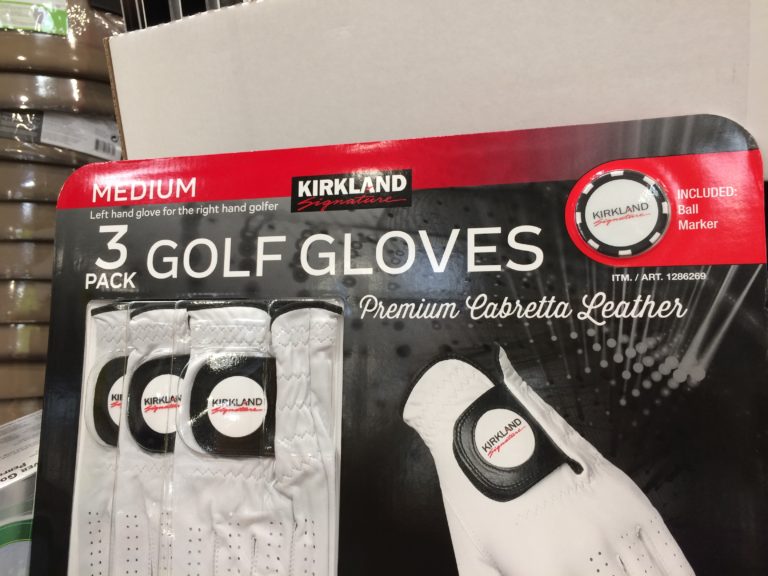 MEDIUM
Left hand glove for the right hand golfer
KIRKLAND
Signature
3
PACK
GOLF GLOVES
Premium Cabretta Leather
KIRKLAND
Signature
INCLUDED:
Ball
Marker
ITM. / ART. 1286269
KIRKLAND
Signature
KIRKLAND
Signature